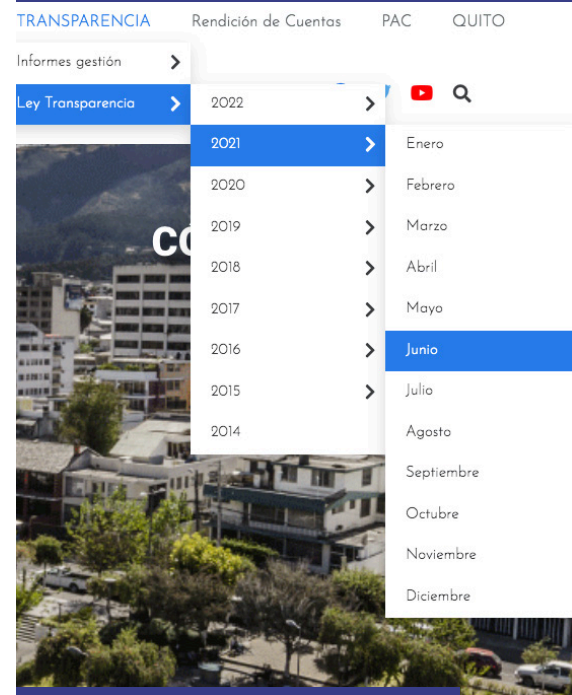 TRANSPARENCIA Rendición de Cuentas PAC QUITO
Informes gestión
Ley Transparencia
2022
2021
2020
2019
2018
2017
2016
2015
2014
Enero
Febrero
Marzo
Abril
Mayo
Junio
Julio
Agosto
Septiembre
Octubre
Noviembre
Diciembre